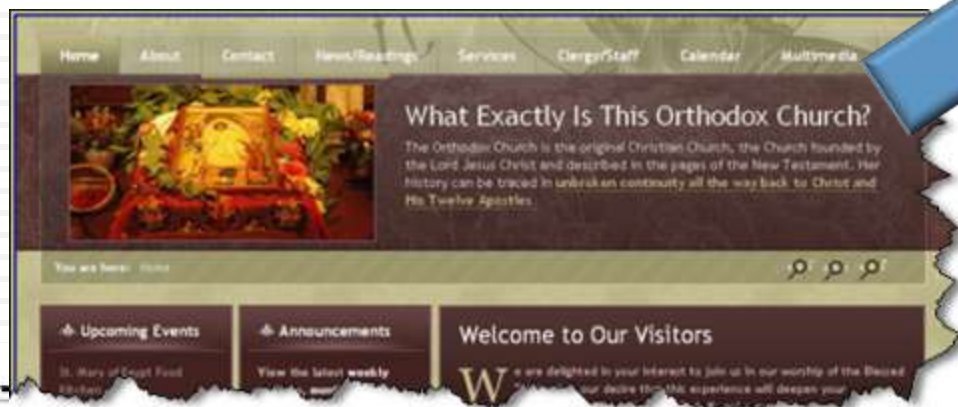 Home About Contact News/Readings Services Clergy/Staff Calendar Multimedia
What Exactly Is This Orthodox Church?
The Orthodox Church is the original Christian Church, the Church founded by
the Lord Jesus Christ and described in the pages of the New Testament. Her
history can be traced in unbroken continuity all the way back to Christ and
His Twelve Apostles.
You are here: Home
Upcoming Events
Announcements
Welcome to Our Visitors
St. Mary of Egypt Food
Kitchen
View the latest weekly
We are delighted in your interest to join us in our worship of the Blessed
our desire that this experience will deepen your